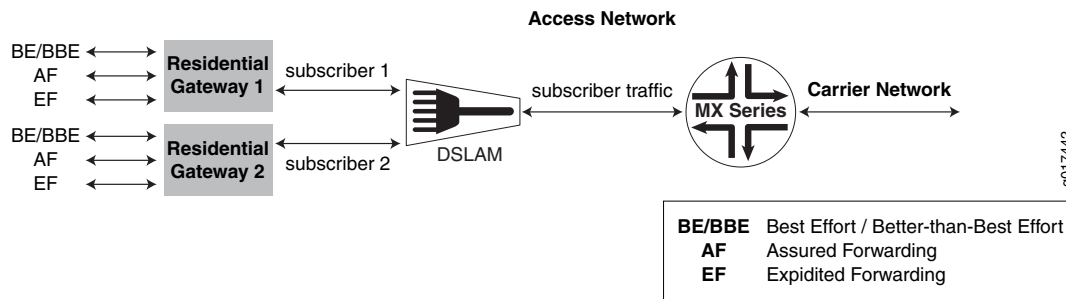 Access Network
BE/BBE
AF
EF
Residential
Gateway 1
subscriber 1
BE/BBE
AF
EF
Residential
Gateway 2
subscriber 2
DSLAM
subscriber traffic
MX Series
Carrier Network
g017443
BE/BBE Best Effort / Better-than-Best Effort
AF Assured Forwarding
EF Expidited Forwarding